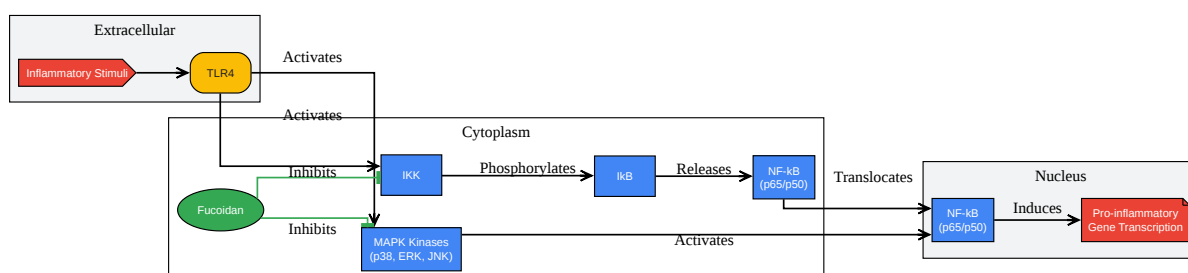 Extracellular
Inflammatory Stimuli
TLR4
Activates
Activates
Cytoplasm
Inhibits
IKK
Phosphorylates
IkB
Releases
NF-kB
(p65/p50)
Translocates
Fucoidan
Inhibits
MAPK Kinases
(p38, ERK, JNK)
Activates
Nucleus
NF-kB
(p65/p50)
Induces
Pro-inflammatory
Gene Transcription